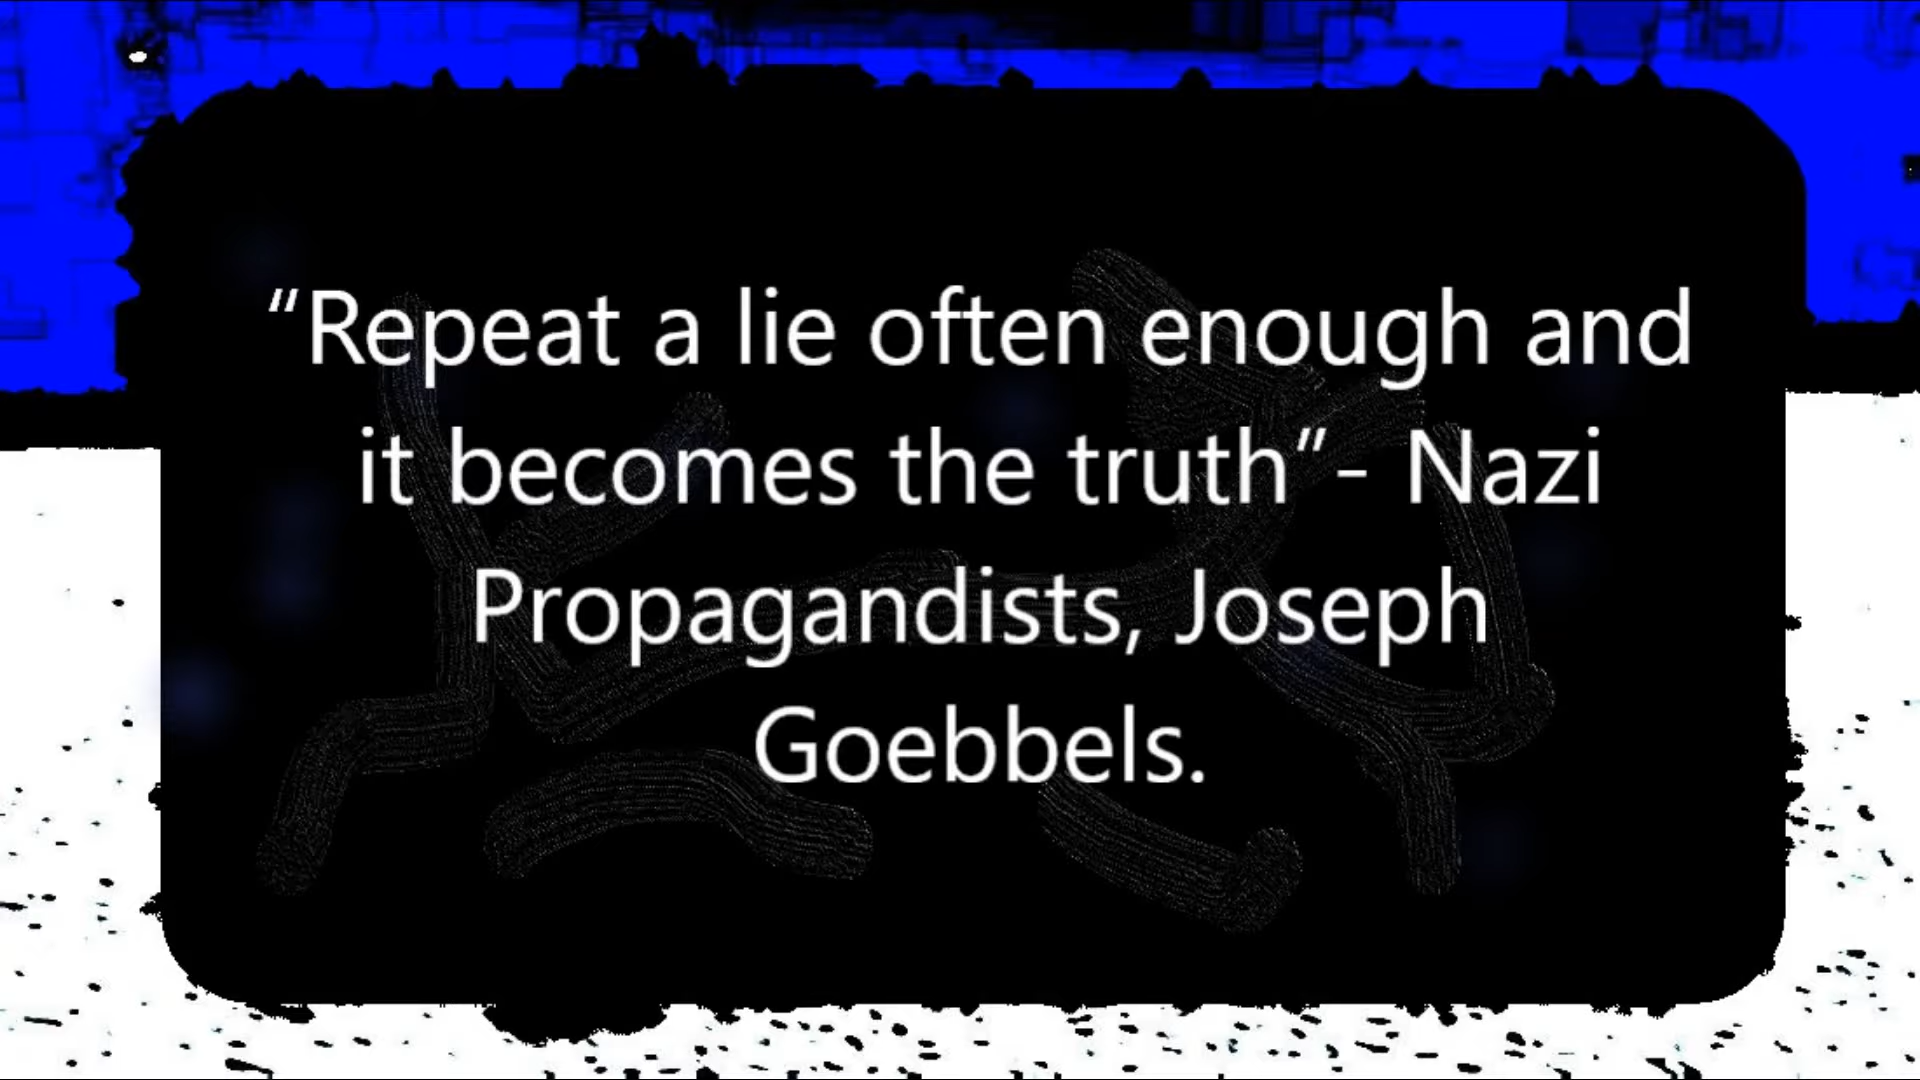 “Repeat a lie often enough and
it becomes the truth”- Nazi
Propagandists, Joseph
Goebbels.